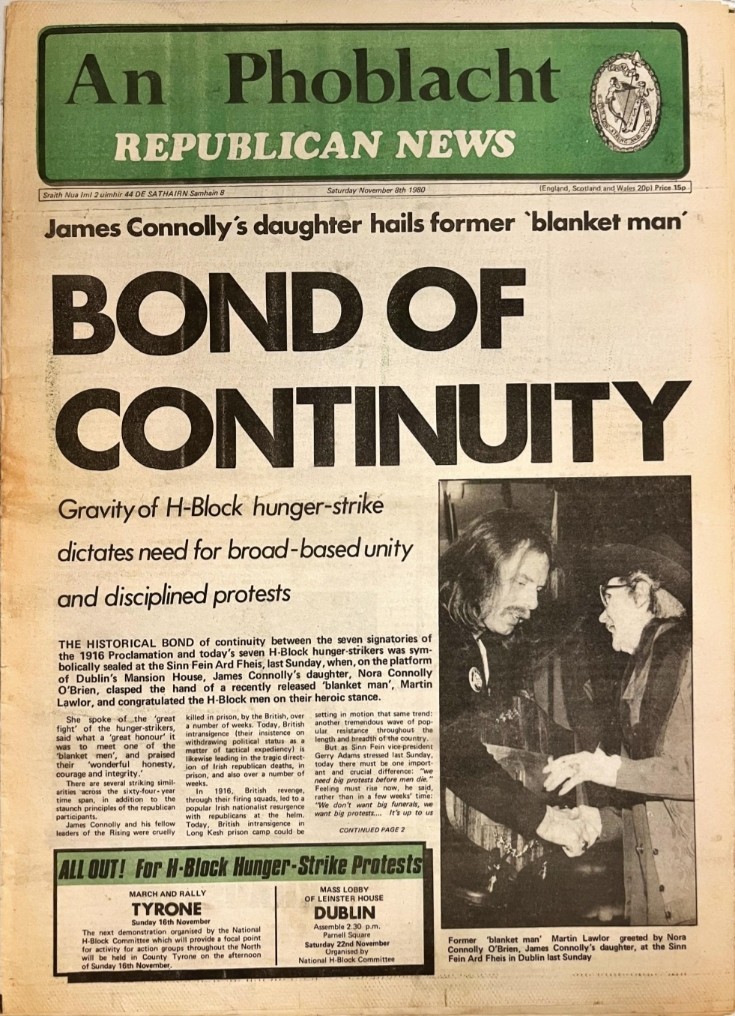 An Phoblacht
REPUBLICAN NEWS
Sraith Nua Iml 2 uimhir 44 DE SATHAIRN Samhain 8
Saturday November 8th 1980
(England, Scotland and Wales 20p) Price 15p
James Connolly's daughter hails former 'blanket man'
BOND OF
CONTINUITY
Gravity of H-Block hunger-strike
dictates need for broad-based unity
and disciplined protests
THE HISTORICAL BOND of continuity between the seven signatories of
the 1916 Proclamation and today's seven H-Block hunger-strikers was sym-
bolically sealed at the Sinn Fein Ard Fheis, last Sunday, when, on the platform
of Dublin's Mansion House, James Connolly's daughter, Nora Connolly
O'Brien, clasped the hand of a recently released 'blanket man', Martin
Lawlor, and congratulated the H-Block men on their heroic stance.
She spoke of the 'great
fight' of the hunger-strikers,
said what a 'great honour' it
was to meet one of the
'blanket men', and praised
their 'wonderful honesty,
courage and integrity.'
There are several striking simil-
arities across the sixty-four-year
time span, in addition to the
staunch principles of the republican
participants.
James Connolly and his fellow
leaders of the Rising were cruelly
killed in prison, by the British, over
a number of weeks. Today, British
intransigence (their insistence on
withdrawing political status as a
matter of tactical expediency) is
likewise leading in the tragic direct-
ion of Irish republican deaths, in
prison, and also over a number of
weeks.
In 1916, British revenge,
through their firing squads, led to a
popular Irish nationalist resurgence
with republicans at the helm.
Today, British intransigence in
Long Kesh prison camp could be
setting in motion that same trend:
another tremendous wave of pop-
ular resistance throughout the
length and breadth of the country.
But as Sinn Fein vice-president
Gerry Adams stressed last Sunday,
today there must be one import-
ant and crucial difference: "we
need big protests before men die."
Feeling must rise now, he said,
rather than in a few weeks' time:
"We don't want big funerals, we
want big protests.... It's up to us
CONTINUED PAGE 2
ALL OUT! For H-Block Hunger-Strike Protests
MARCH AND RALLY
TYRONE
Sunday 16th November
The next demonstration organised by the National
H-Block Committee which will provide a focal point
for activity for action groups throughout the North
will be held in County Tyrone on the afternoon
of Sunday 16th November.
MASS LOBBY
OF LEINSTER HOUSE
DUBLIN
Assemble 2.30 p.m.
Parnell Square
Saturday 22nd November
Organised by
National H-Block Committee
Former 'blanket man' Martin Lawlor greeted by Nora
Connolly O'Brien, James Connolly's daughter, at the Sinn
Fein Ard Fheis in Dublin last Sunday